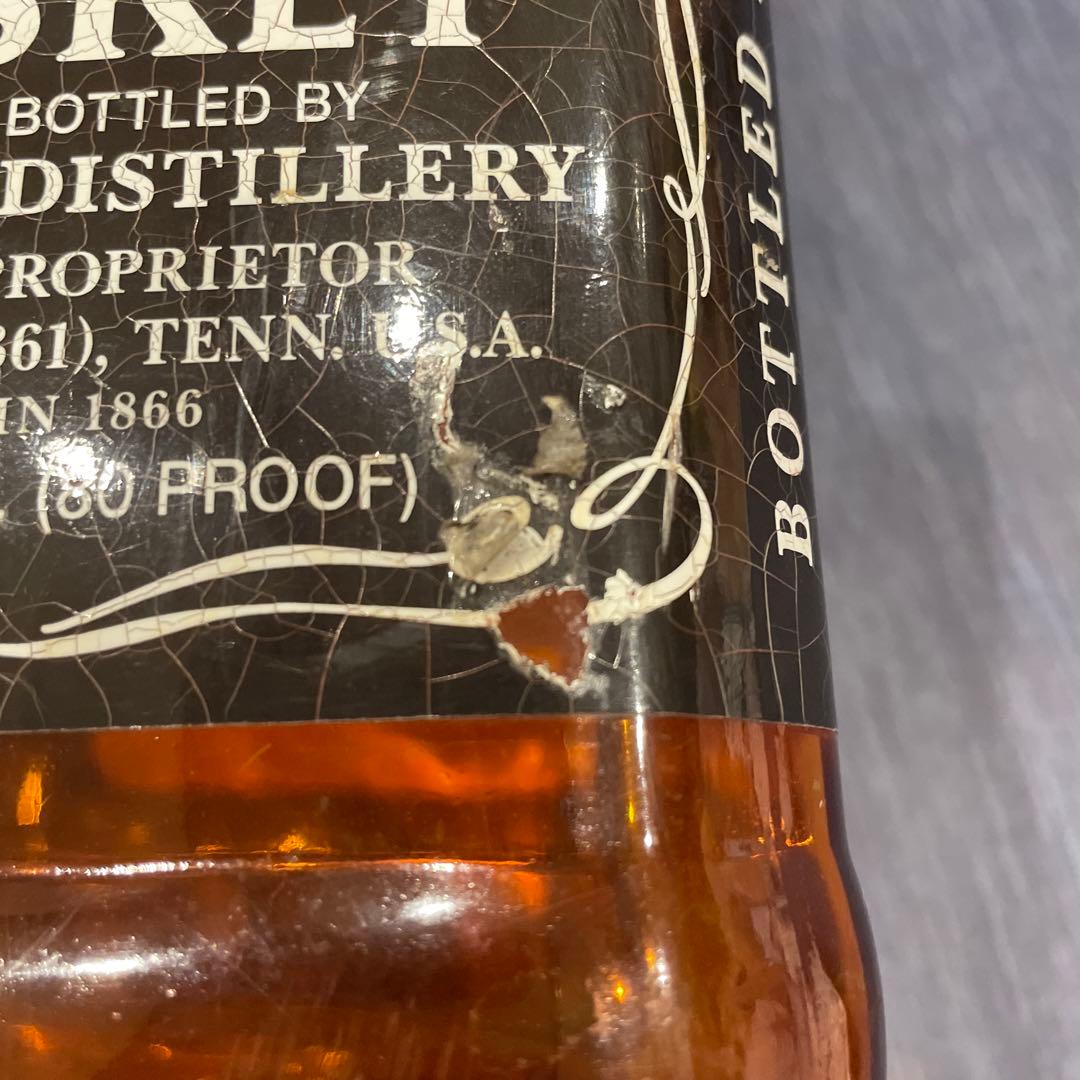 BOTTLED BY
DISTILLERY
PROPRIETOR
361), TENN. U.S.A.
IN 1866
. (80 PROOF)
BOTTLED